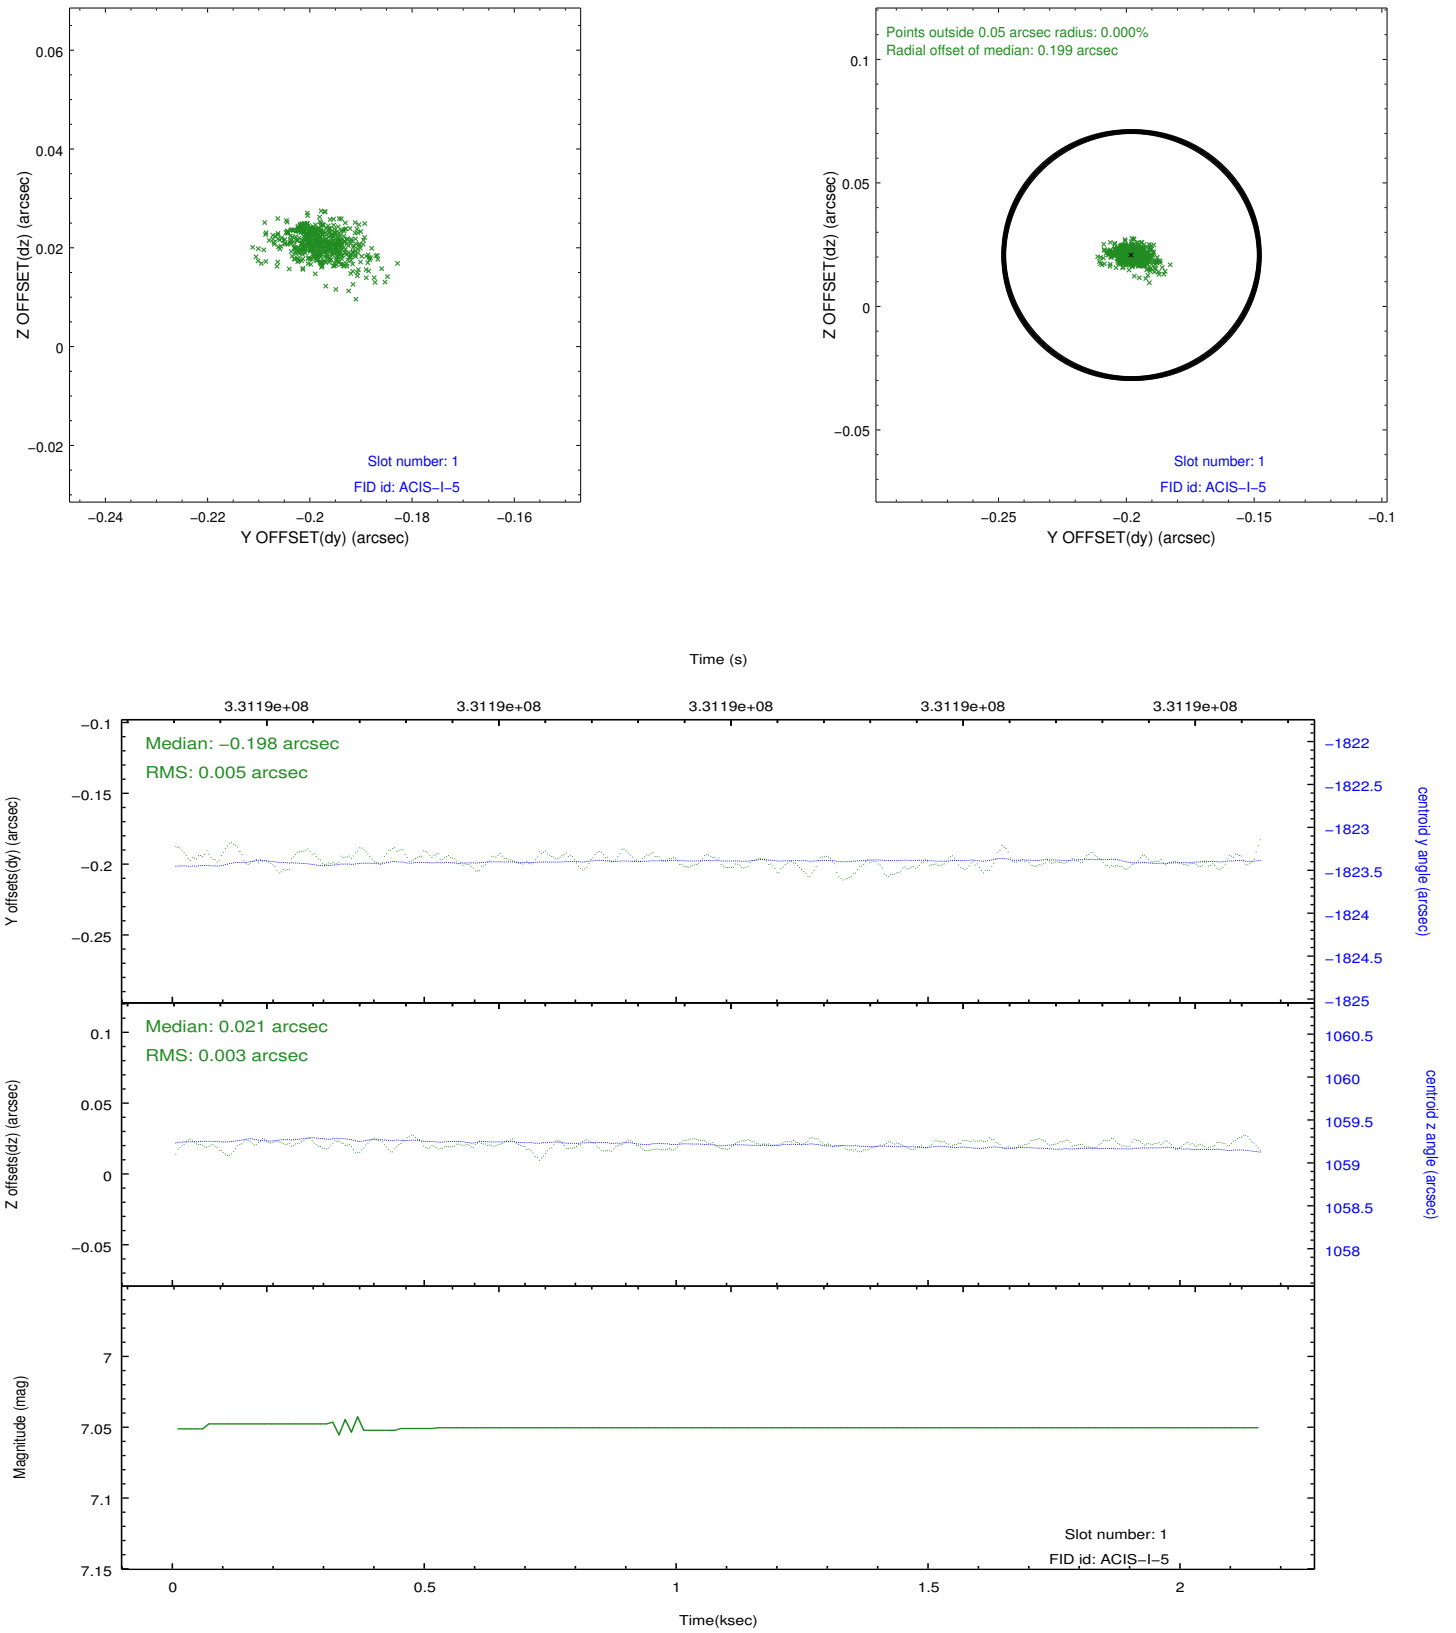 0.06
0.04
0.02
0
−0.02
Z OFFSET(dz) (arcsec)
Slot number: 1
FID id: ACIS−I−5
−0.24 −0.22 −0.2 −0.18 −0.16
Y OFFSET(dy) (arcsec)
Points outside 0.05 arcsec radius: 0.000%
Radial offset of median: 0.199 arcsec
0.1
0.05
0
−0.05
Z OFFSET(dz) (arcsec)
Slot number: 1
FID id: ACIS−I−5
−0.25 −0.2 −0.15 −0.1
Y OFFSET(dy) (arcsec)
Time (s)
3.3119e+08 3.3119e+08 3.3119e+08 3.3119e+08 3.3119e+08
Median: −0.198 arcsec
RMS: 0.005 arcsec
−0.1
−0.15
−0.2
−0.25
Y offsets(dy) (arcsec)
−1822
−1822.5
−1823
−1823.5
−1824
−1824.5
−1825
centroid y angle (arcsec)
Median: 0.021 arcsec
RMS: 0.003 arcsec
0.1
0.05
0
−0.05
Z offsets(dz) (arcsec)
1060.5
1060
1059.5
1059
1058.5
1058
centroid z angle (arcsec)
7
7.05
7.1
7.15
Magnitude (mag)
Slot number: 1
FID id: ACIS−I−5
0 0.5 1 1.5 2
Time(ksec)